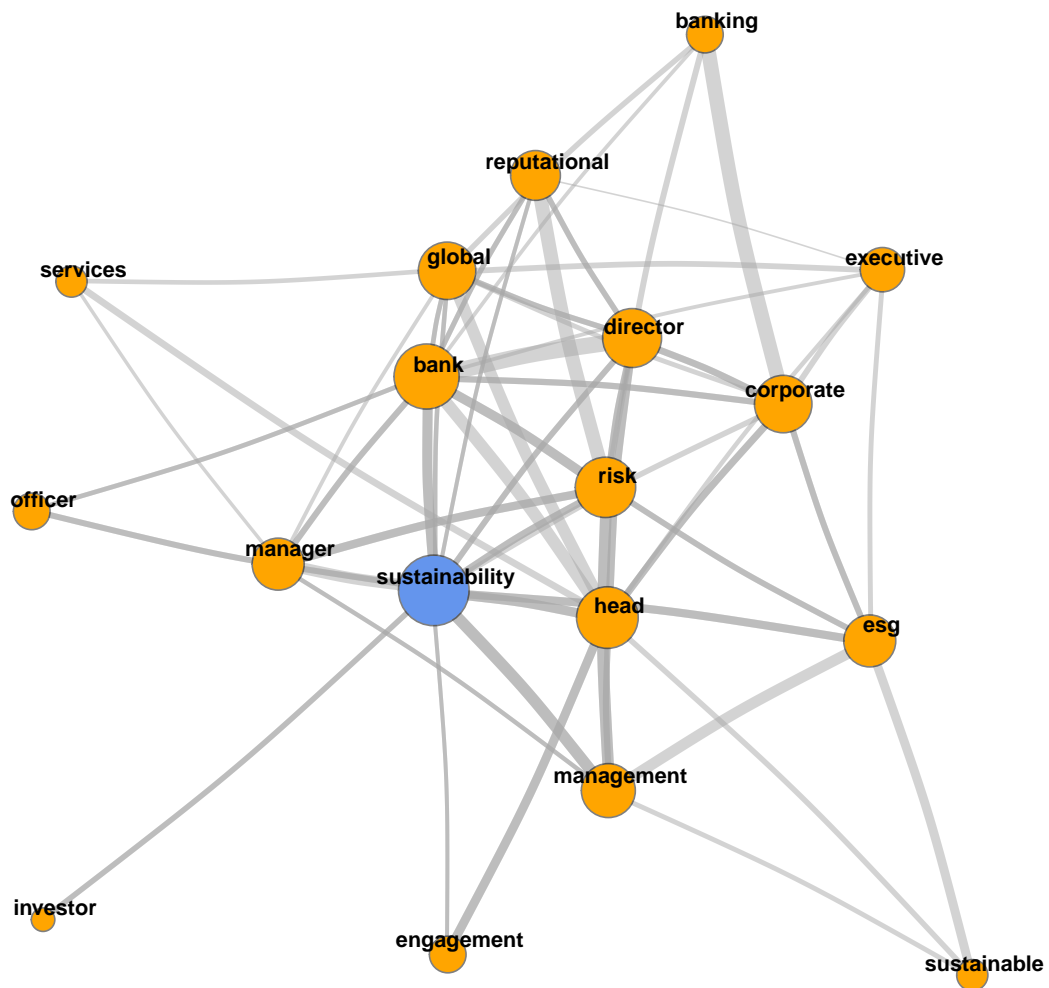 banking
reputational
global
executive
services
director
bank
corporate
risk
officer
manager
sustainability
head
esg
management
investor
engagement
sustainable